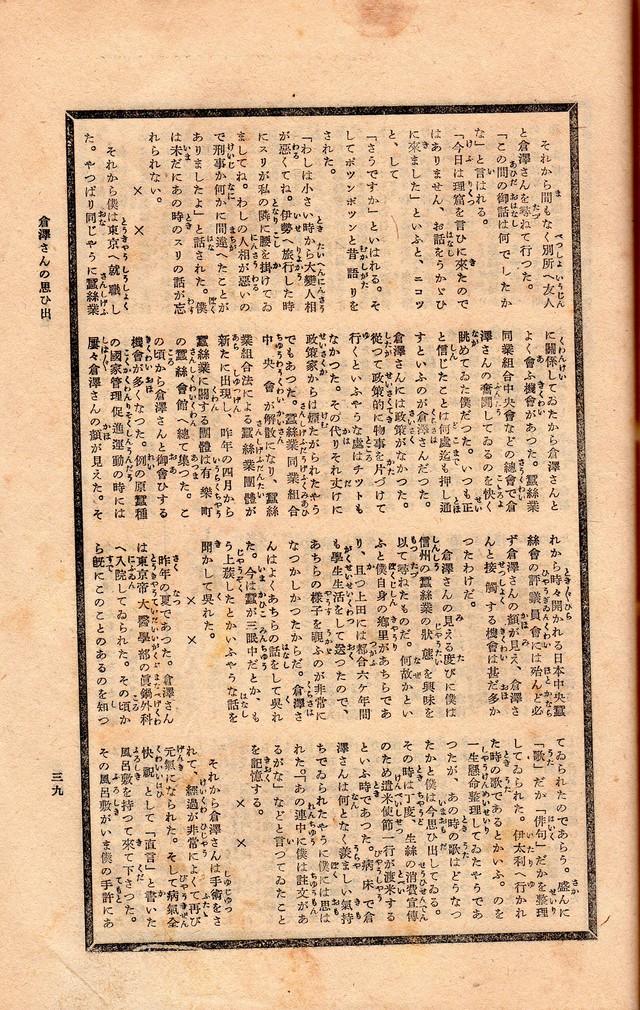 それから間もなく別所へ友人
と倉澤さんを尋ねて行つた。
「この間の御話は何でしたか
な」と言はれる。
「今日は理窟を言ひに來たので
はありません、お話をうかゞひ
に來ました」といふと、ニコツ
と、して
「さうですか」といはれる。そ
してポツンポツンと昔語りを
された。
「わしは小さい時から大變人相
が惡くてね。伊勢へ旅行した時
にスリが私の隣に腰を掛けてゐ
ましてね。わしの人相が惡いの
で刑事か何かに間違へたことが
ありましたよ」と話された。僕
は未だにあの時のスリの話が忘
れられない。
×　×
それから僕は東京へ就職し
た。やつぱり同じやうに蠶絲業
に關係してゐたから倉澤さんと
よく會ふ機會があつた。蠶絲業
同業組合中央會などの總會で倉
澤さんの奮鬪してゐるのを快く
眺めてゐた僕だつた。いつも正
と信じたことは何處迄も押し通
すといふのが倉澤さんだつた。
倉澤さんには政策がなかつた。
從つて政策的に物事を片づけて
行くといふやうな處はチツトも
なかつた。その代りそれ丈けに
政策家からは煙たがられたやう
でもあつた。蠶絲業同業組合
中央會が解散になり、蠶絲
業組合法による蠶絲業團體が
新たに出現し、昨年の四月から
蠶絲業に關する團體は有樂町
の蠶絲會館へ總て集つた。こ
の頃から倉澤さんと御會ひする
機會が多くなつた。例の原蠶種
の國家管理促進運動の時には
屢々倉澤さんの顏が見えた。そ
れから時々開かれる日本中央蠶
絲會の評議員會には殆んど必
ず倉澤さんの顏が見え、倉澤さ
んと接觸する機會は甚だ多か
つたわけだ。
倉澤さんの見える度びに僕は
信州の蠶絲業の狀態を興味を
以て尋ねたものだ。何故かとい
ふと僕自身の鄕里があちらであ
り、且つ上田には都合六ケ年間
も學生生活をして送つたので、
あちらの樣子を覗ふのが非常に
なつかしかつたからだ。倉澤さ
んはよくあちらの話をして吳れ
た。今は蠶が三眠中だとか、も
う上蔟したとかいふやうな話を
聞かして吳れた。
×　×
昨年の夏であつた。倉澤さん
は東京帝大醫學部の眞鍋外科
へ入院してゐられた。その頃か
ら旣にこのことのあるのを知つ
てゐられたのであらう。盛んに
「歌」だか「俳句」だかを整理
してゐられた。伊太利へ行かれ
た時の歌であるとかいふ。のを
一生懸命整理してゐたやうであ
つたが、あの時の歌はどうなつ
たかと僕は今思ひ出してゐる。
その時は丁度、生絲の消費宣傳
のため遣米使節一行が渡米する
といふ時であつた。病床で倉
澤さんは何となく羨ましい氣持
ちでゐられたやうに僕には思は
れた。「あの連中に僕は註文があ
るがな」などと言つてゐたこと
を記憶する。
×　×
それから倉澤さんは手術をさ
れて、經過が非常によくて再び
元氣になられた。そして病氣全
快祝として「直言」と書いた
風呂敷を持つて來て下さつた。
その風呂敷がいま僕の手許にあ
倉澤さんの思ひ出
三九